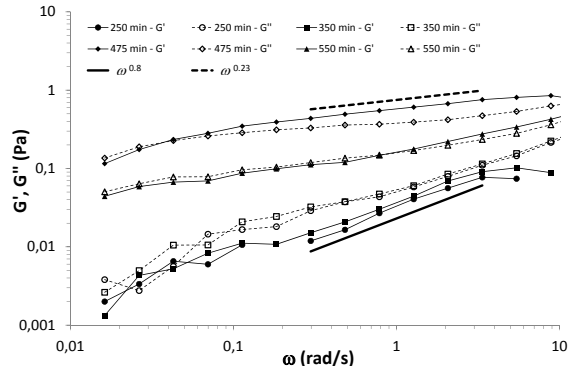 10
250 min - G' 250 min - G" 350 min - G' 350 min - G"
475 min - G' 475 min - G" 550 min - G' 550 min - G"
ω^0.8 ω^0.23
1
G', G" (Pa)
0,1
0,01
0,001
0,01 0,1 1 10
ω (rad/s)